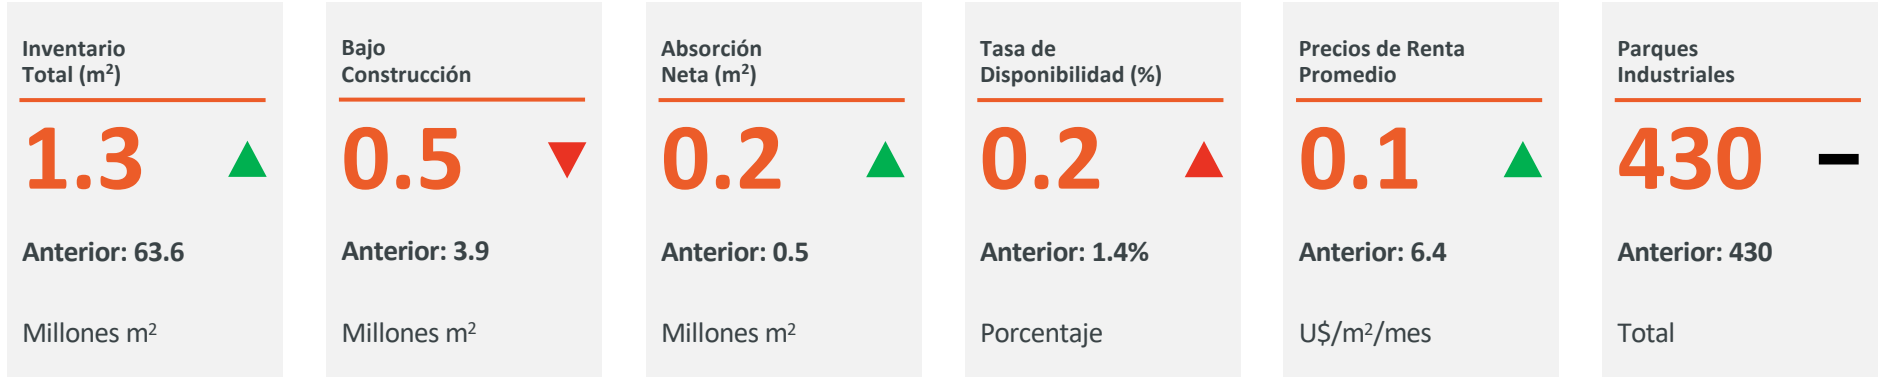 Inventario
Total (m²)
1.3
Anterior: 63.6
Millones m²
Bajo
Construcción
0.5
Anterior: 3.9
Millones m²
Absorción
Neta (m²)
0.2
Anterior: 0.5
Millones m²
Tasa de
Disponibilidad (%)
0.2
Anterior: 1.4%
Porcentaje
Precios de Renta
Promedio
0.1
Anterior: 6.4
U$/m²/mes
Parques
Industriales
430
Anterior: 430
Total